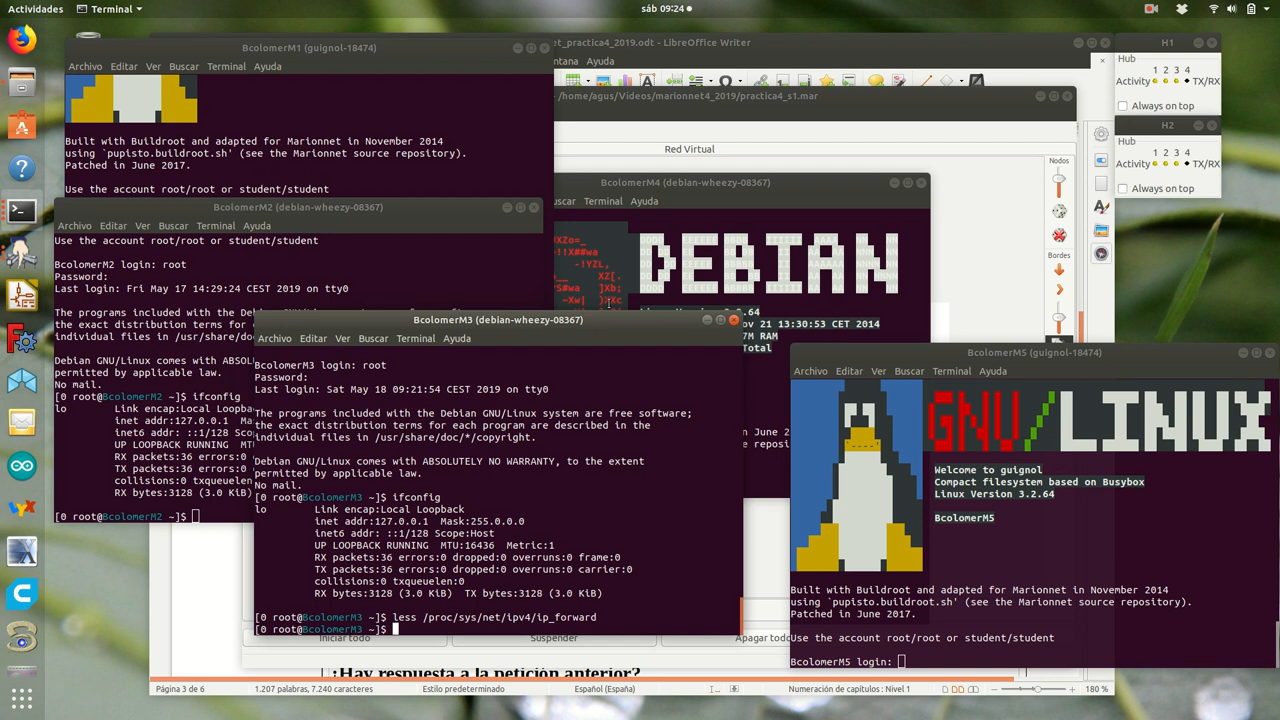 Actividades
Terminal
sáb 09:24
BcolomerM1 (guignol-18474)
Archivo Editar Ver Buscar Terminal Ayuda
Built with Buildroot and adapted for Marionnet in November 2014
using `pupisto.buildroot.sh' (see the Marionnet source repository).
Patched in June 2017.
Use the account root/root or student/student
et_practica4_2019.odt - LibreOffice Writer
ntana Ayuda
/home/agus/Videos/marionnet4_2019/practica4_s1.mar
Red Virtual
Nodos
Bordes
H1
Hub
1 2 3 4
Activity TX/RX
Always on top
H2
Hub
1 2 3 4
Activity TX/RX
Always on top
BcolomerM2 (debian-wheezy-08367)
Archivo Editar Ver Buscar Terminal Ayuda
Use the account root/root or student/student
BcolomerM2 login: root
Password:
Last login: Fri May 17 14:29:24 CEST 2019 on tty0
The programs included with the Deb
the exact distribution terms for
individual files in /usr/share/do
Debian GNU/Linux comes with ABSOL
permitted by applicable law.
No mail.
[0 root@BcolomerM2 ~]$ ifconfig
lo Link encap:Local Loopba
inet addr:127.0.0.1 Ma
inet6 addr: ::1/128 Sco
UP LOOPBACK RUNNING MTU
RX packets:36 errors:0
TX packets:36 errors:0
collisions:0 txqueuele
RX bytes:3128 (3.0 KiB)
[0 root@BcolomerM2 ~]$
BcolomerM4 (debian-wheezy-08367)
uscar Terminal Ayuda
DEBIAN
.64
ov 21 13:30:53 CET 2014
7M RAM
Total
n June 2
reposi
BcolomerM3 (debian-wheezy-08367)
Archivo Editar Ver Buscar Terminal Ayuda
BcolomerM3 login: root
Password:
Last login: Sat May 18 09:21:54 CEST 2019 on tty0
The programs included with the Debian GNU/Linux system are free software;
the exact distribution terms for each program are described in the
individual files in /usr/share/doc/*/copyright.
Debian GNU/Linux comes with ABSOLUTELY NO WARRANTY, to the extent
permitted by applicable law.
No mail.
[0 root@BcolomerM3 ~]$ ifconfig
lo Link encap:Local Loopback
inet addr:127.0.0.1 Mask:255.0.0.0
inet6 addr: ::1/128 Scope:Host
UP LOOPBACK RUNNING MTU:16436 Metric:1
RX packets:36 errors:0 dropped:0 overruns:0 frame:0
TX packets:36 errors:0 dropped:0 overruns:0 carrier:0
collisions:0 txqueuelen:0
RX bytes:3128 (3.0 KiB) TX bytes:3128 (3.0 KiB)
[0 root@BcolomerM3 ~]$ less /proc/sys/net/ipv4/ip_forward
[0 root@BcolomerM3 ~]$
BcolomerM5 (guignol-18474)
Archivo Editar Ver Buscar Terminal Ayuda
GNU/LINUX
Welcome to guignol
Compact filesystem based on Busybox
Linux Version 3.2.64
BcolomerM5
Built with Buildroot and adapted for Marionnet in November 2014
using `pupisto.buildroot.sh' (see the Marionnet source repository).
Patched in June 2017.
Use the account root/root or student/student
BcolomerM5 login:
Iniciar todo Suspender Apagar todo
¿Hay respuesta a la petición anterior?
Página 3 de 6 1.207 palabras, 7.240 caracteres Estilo predeterminado Español (España) Numeración de capítulos : Nivel 1 180 %